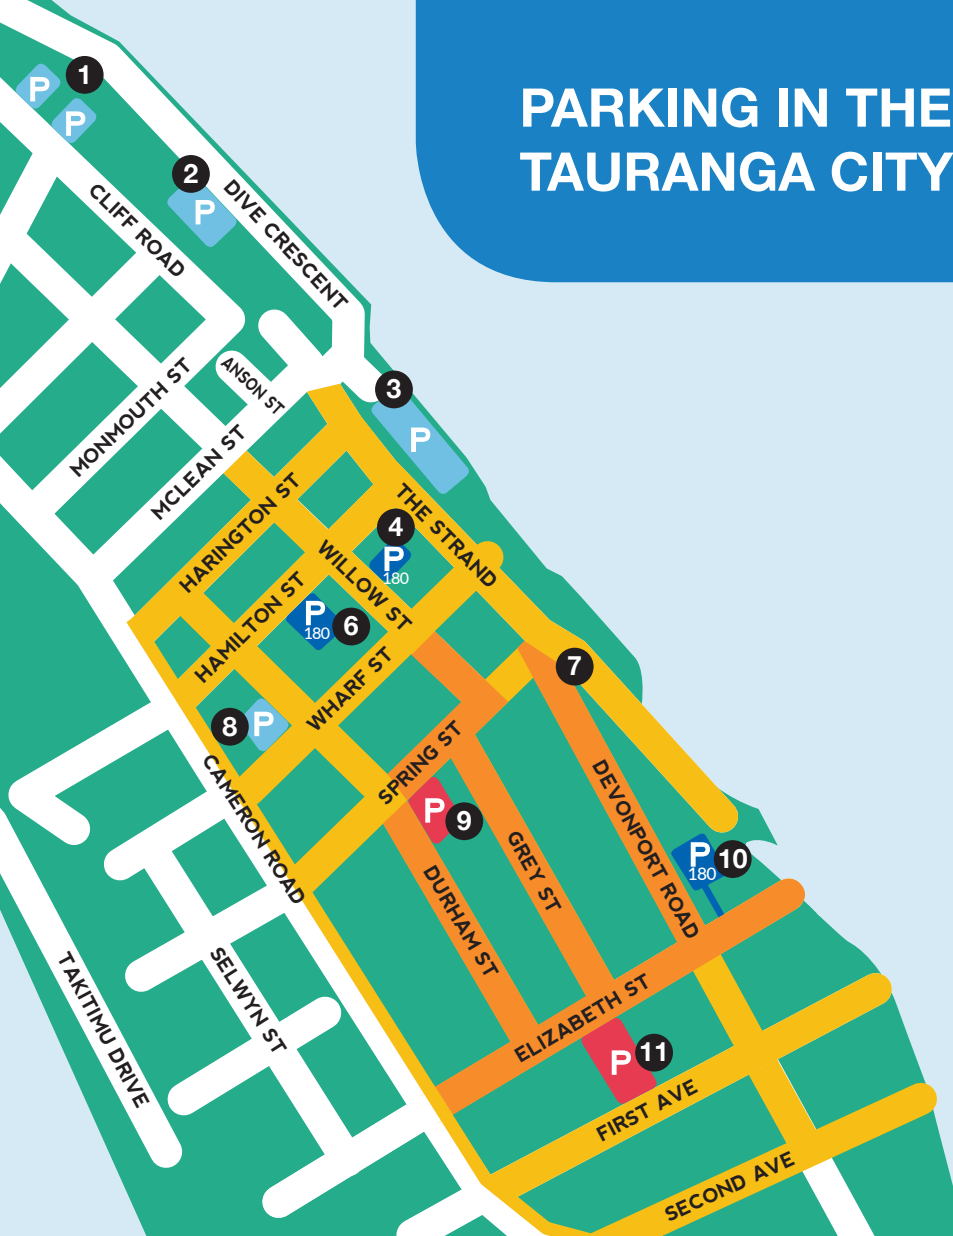 PARKING IN THE
TAURANGA CITY
1
P
P
2
P
DIVE CRESCENT
CLIFF ROAD
ANSON ST
MONMOUTH ST
3
P
MCLEAN ST
HARINGTON ST
THE STRAND
4
P
180
WILLOW ST
HAMILTON ST
P
180
6
WHARF ST
7
8
P
SPRING ST
CAMERON ROAD
P
9
DEVONPORT ROAD
GREY ST
P
180
10
DURHAM ST
TAKITIMU DRIVE
SELWYN ST
ELIZABETH ST
P
11
FIRST AVE
SECOND AVE